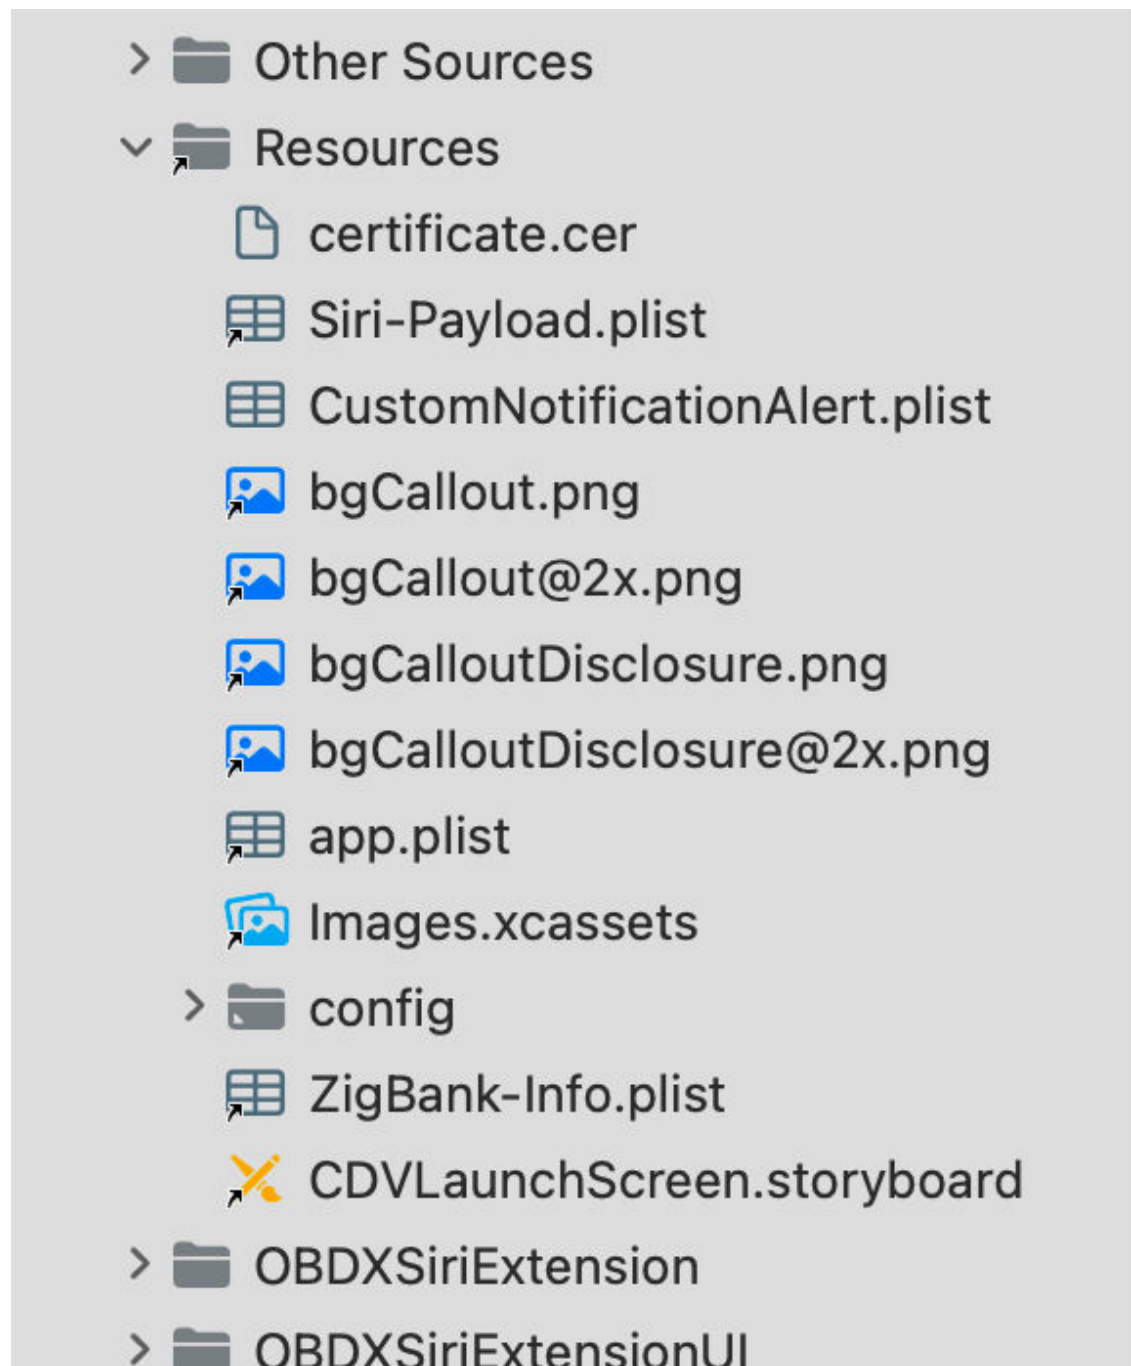 Other Sources
Resources
certificate.cer
Siri-Payload.plist
CustomNotificationAlert.plist
bgCallout.png
bgCallout@2x.png
bgCalloutDisclosure.png
bgCalloutDisclosure@2x.png
app.plist
Images.xcassets
config
ZigBank-Info.plist
CDVLaunchScreen.storyboard
OBDXSiriExtension
OBDXSiriExtensionUI